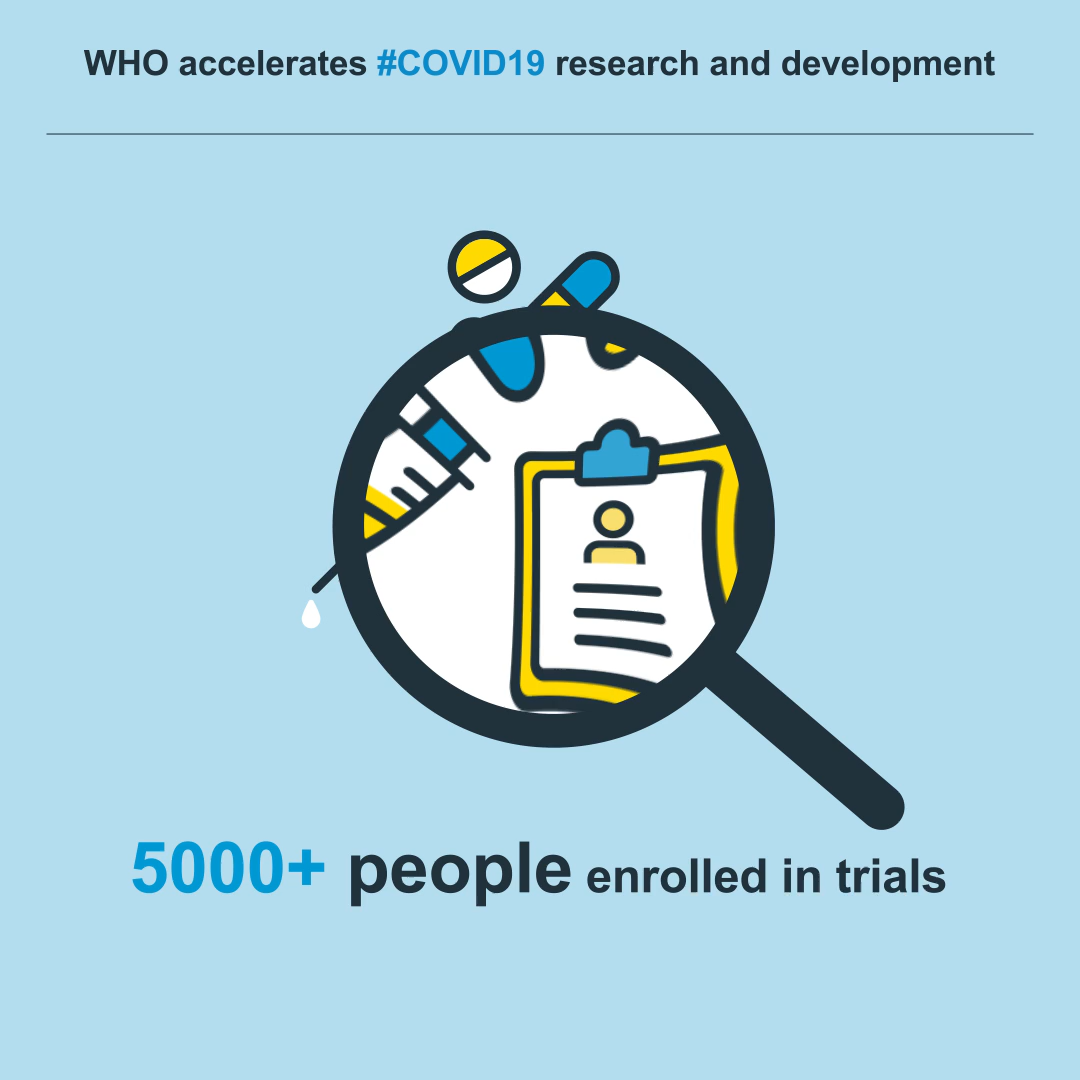 WHO accelerates #COVID19 research and development
5000+ people enrolled in trials